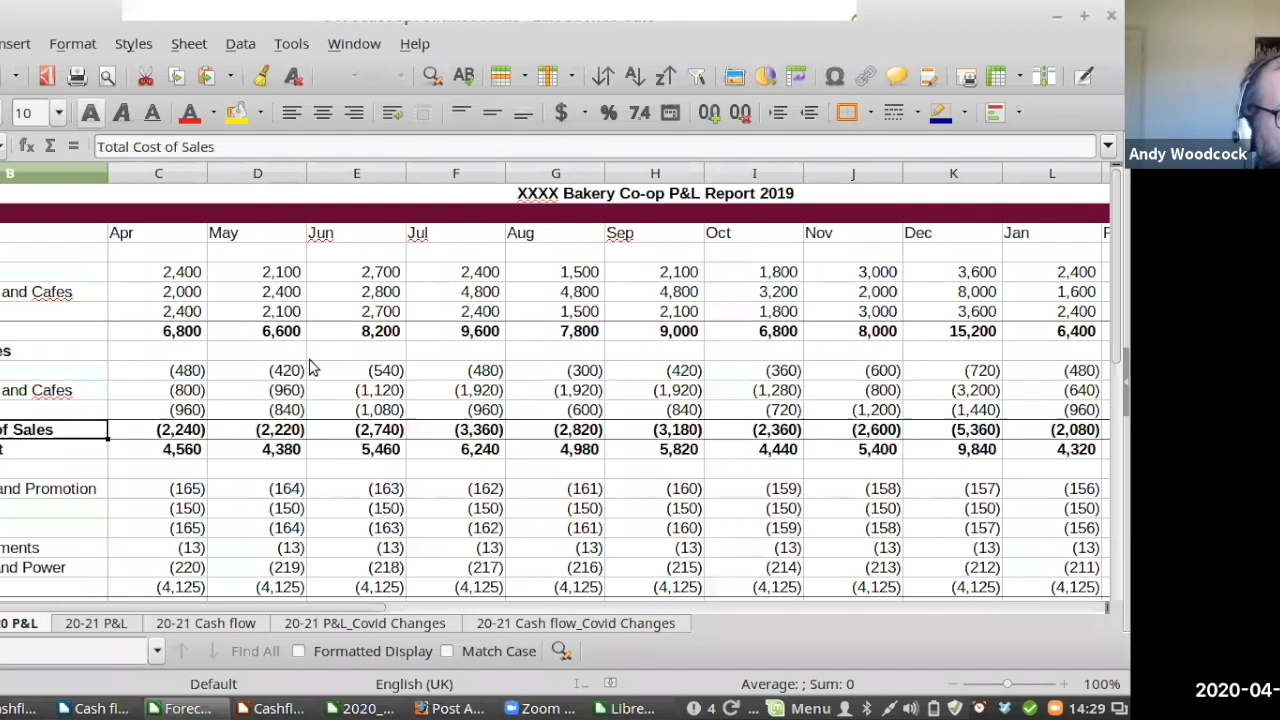 nsert Format Styles Sheet Data Tools Window Help
10
Total Cost of Sales
Andy Woodcock
B C D E F G H I J K L
XXXX Bakery Co-op P&L Report 2019
Apr May Jun Jul Aug Sep Oct Nov Dec Jan F
2,400 2,100 2,700 2,400 1,500 2,100 1,800 3,000 3,600 2,400
and Cafes 2,000 2,400 2,800 4,800 4,800 4,800 3,200 2,000 8,000 1,600
2,400 2,100 2,700 2,400 1,500 2,100 1,800 3,000 3,600 2,400
6,800 6,600 8,200 9,600 7,800 9,000 6,800 8,000 15,200 6,400
es
(480) (420) (540) (480) (300) (420) (360) (600) (720) (480)
and Cafes (800) (960) (1,120) (1,920) (1,920) (1,920) (1,280) (800) (3,200) (640)
(960) (840) (1,080) (960) (600) (840) (720) (1,200) (1,440) (960)
of Sales (2,240) (2,220) (2,740) (3,360) (2,820) (3,180) (2,360) (2,600) (5,360) (2,080)
t 4,560 4,380 5,460 6,240 4,980 5,820 4,440 5,400 9,840 4,320
and Promotion (165) (164) (163) (162) (161) (160) (159) (158) (157) (156)
(150) (150) (150) (150) (150) (150) (150) (150) (150) (150)
(165) (164) (163) (162) (161) (160) (159) (158) (157) (156)
ments (13) (13) (13) (13) (13) (13) (13) (13) (13) (13)
and Power (220) (219) (218) (217) (216) (215) (214) (213) (212) (211)
(4,125) (4,125) (4,125) (4,125) (4,125) (4,125) (4,125) (4,125) (4,125) (4,125)
20 P&L 20-21 P&L 20-21 Cash flow 20-21 P&L_Covid Changes 20-21 Cash flow_CovId Changes
Find All Formatted Display Match Case
Default English (UK) Average: ; Sum: 0 100%
ashfl... Cash fl... Forec... Cashfl... 2020_... Post A... Zoom ... Libre... 4 ... Menu 14:29
2020-04-